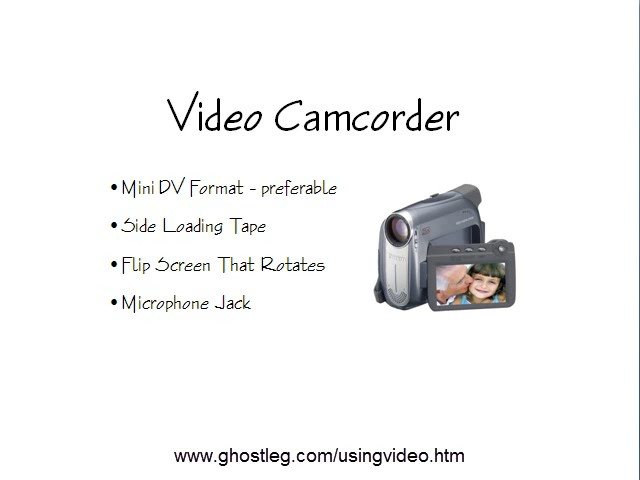 Video Camcorder
• Mini DV Format - preferable
• Side Loading Tape
• Flip Screen That Rotates
• Microphone Jack
www.ghostleg.com/usingvideo.htm